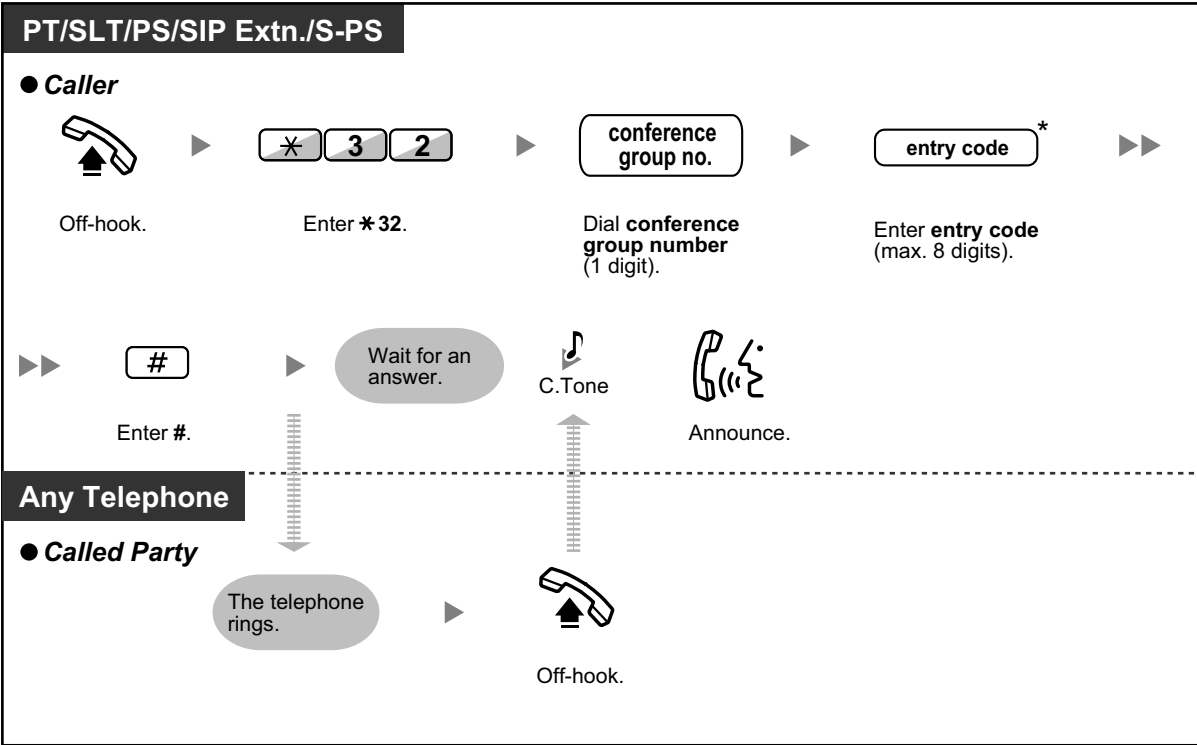 PT/SLT/PS/SIP Extn./S-PS
● Caller
✳ 3 2
conference
group no.
entry code *
Off-hook.
Enter ✳32.
Dial conference
group number
(1 digit).
Enter entry code
(max. 8 digits).
#
Wait for an
answer.
C.Tone
Enter #.
Announce.
Any Telephone
● Called Party
The telephone
rings.
Off-hook.